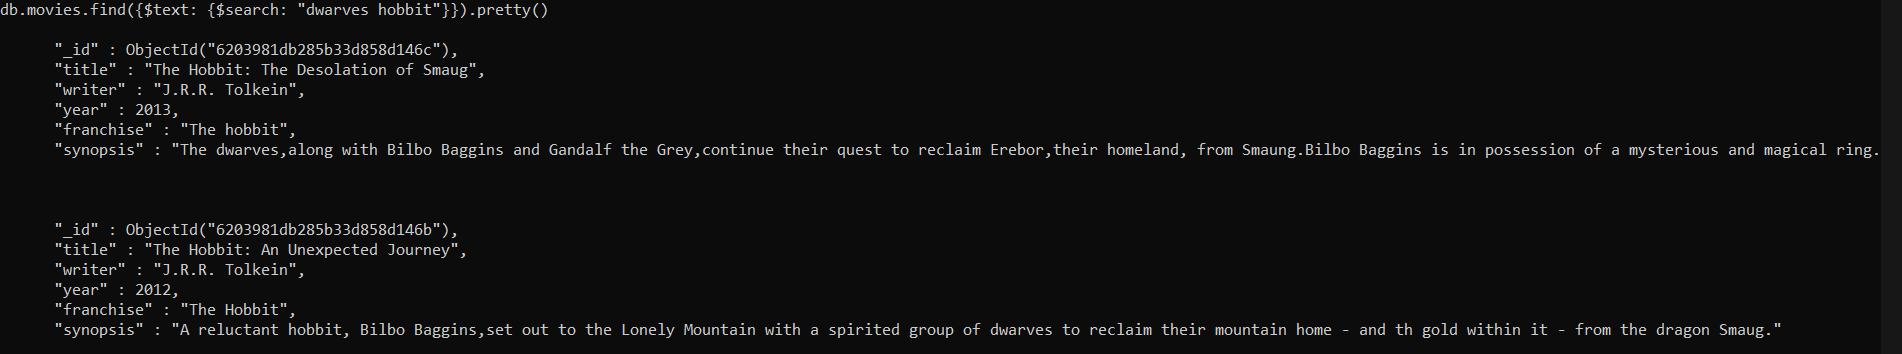 db.movies.find({$text: {$search: "dwarves hobbit"}}).pretty()
"_id" : ObjectId("6203981db285b33d858d146c"),
"title" : "The Hobbit: The Desolation of Smaug",
"writer" : "J.R.R. Tolkein",
"year" : 2013,
"franchise" : "The hobbit",
"synopsis" : "The dwarves,along with Bilbo Baggins and Gandalf the Grey,continue their quest to reclaim Erebor,their homeland, from Smaung.Bilbo Baggins is in possession of a mysterious and magical ring.
"_id" : ObjectId("6203981db285b33d858d146b"),
"title" : "The Hobbit: An Unexpected Journey",
"writer" : "J.R.R. Tolkein",
"year" : 2012,
"franchise" : "The Hobbit",
"synopsis" : "A reluctant hobbit, Bilbo Baggins,set out to the Lonely Mountain with a spirited group of dwarves to reclaim their mountain home - and th gold within it - from the dragon Smaug."